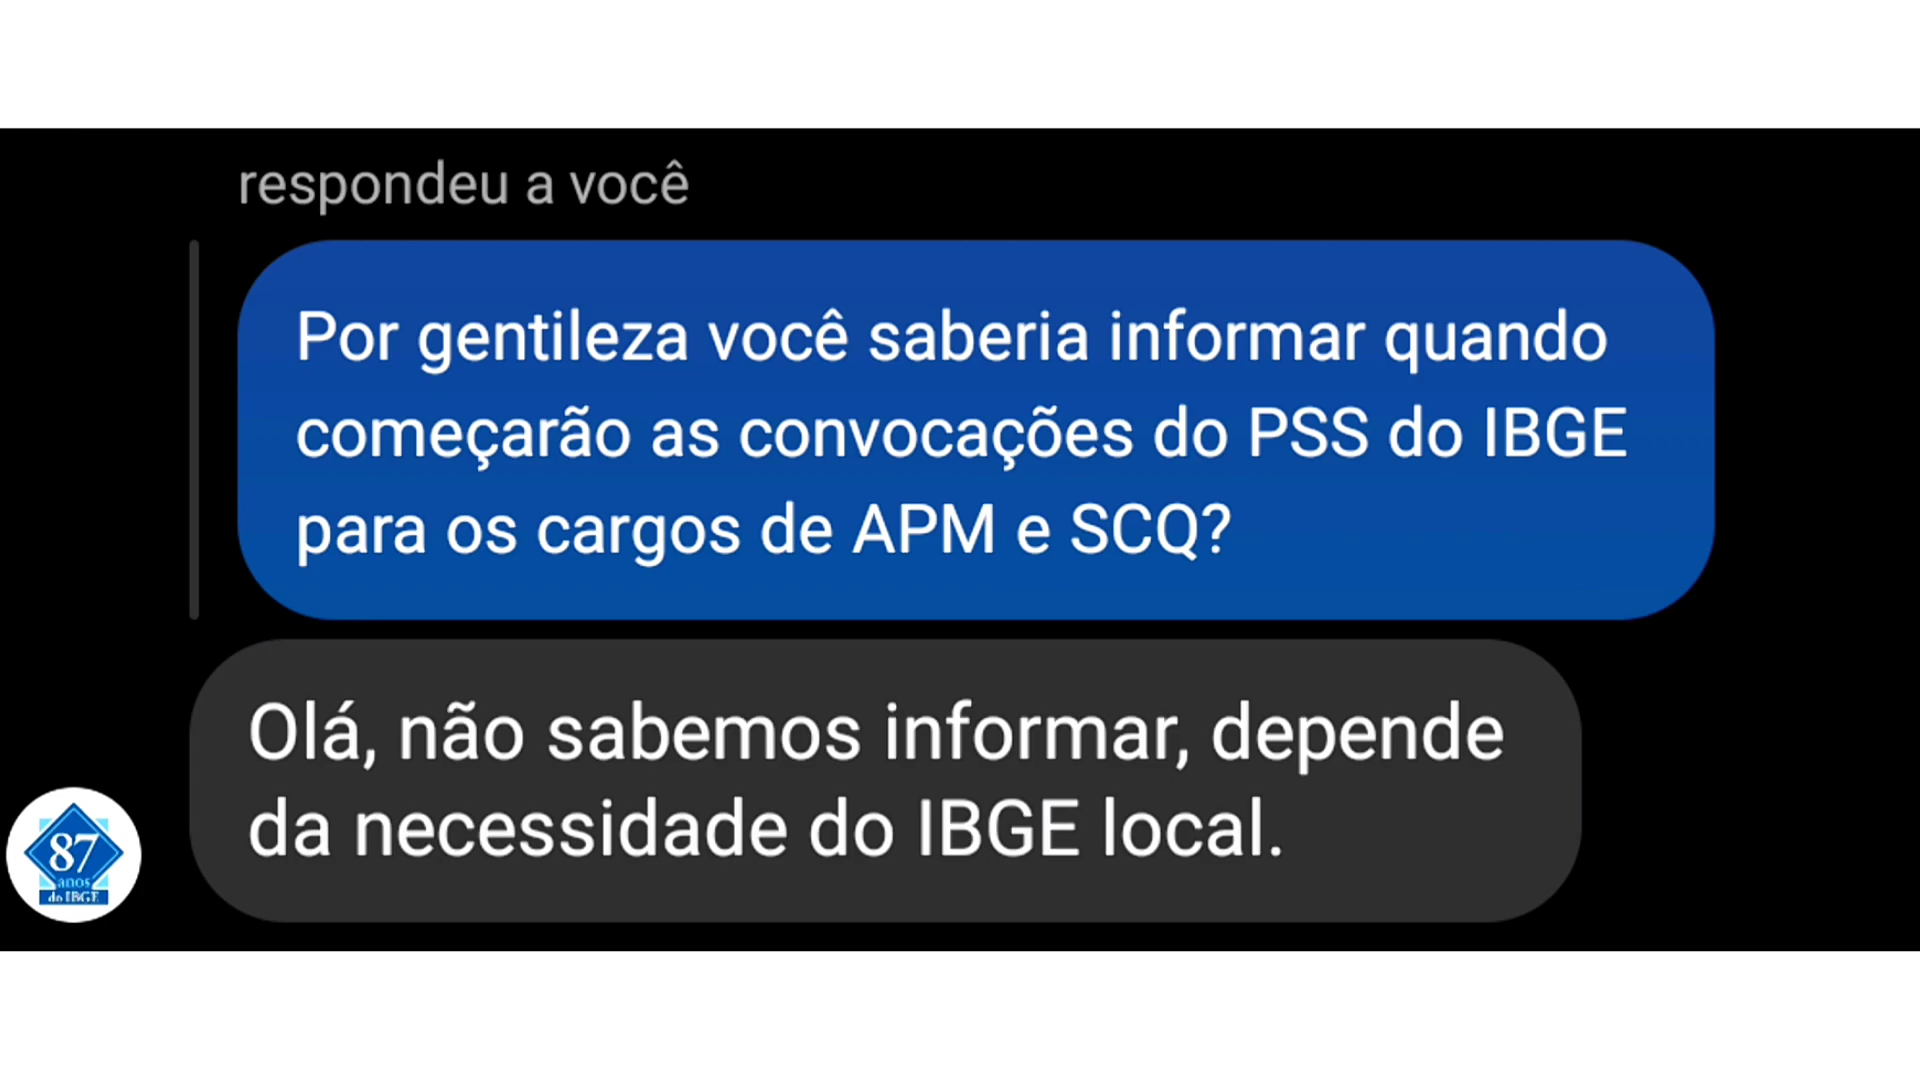 respondeu a você
Por gentileza você saberia informar quando
começarão as convocações do PSS do IBGE
para os cargos de APM e SCQ?
Olá, não sabemos informar, depende
da necessidade do IBGE local.
87
anos
do IBGE